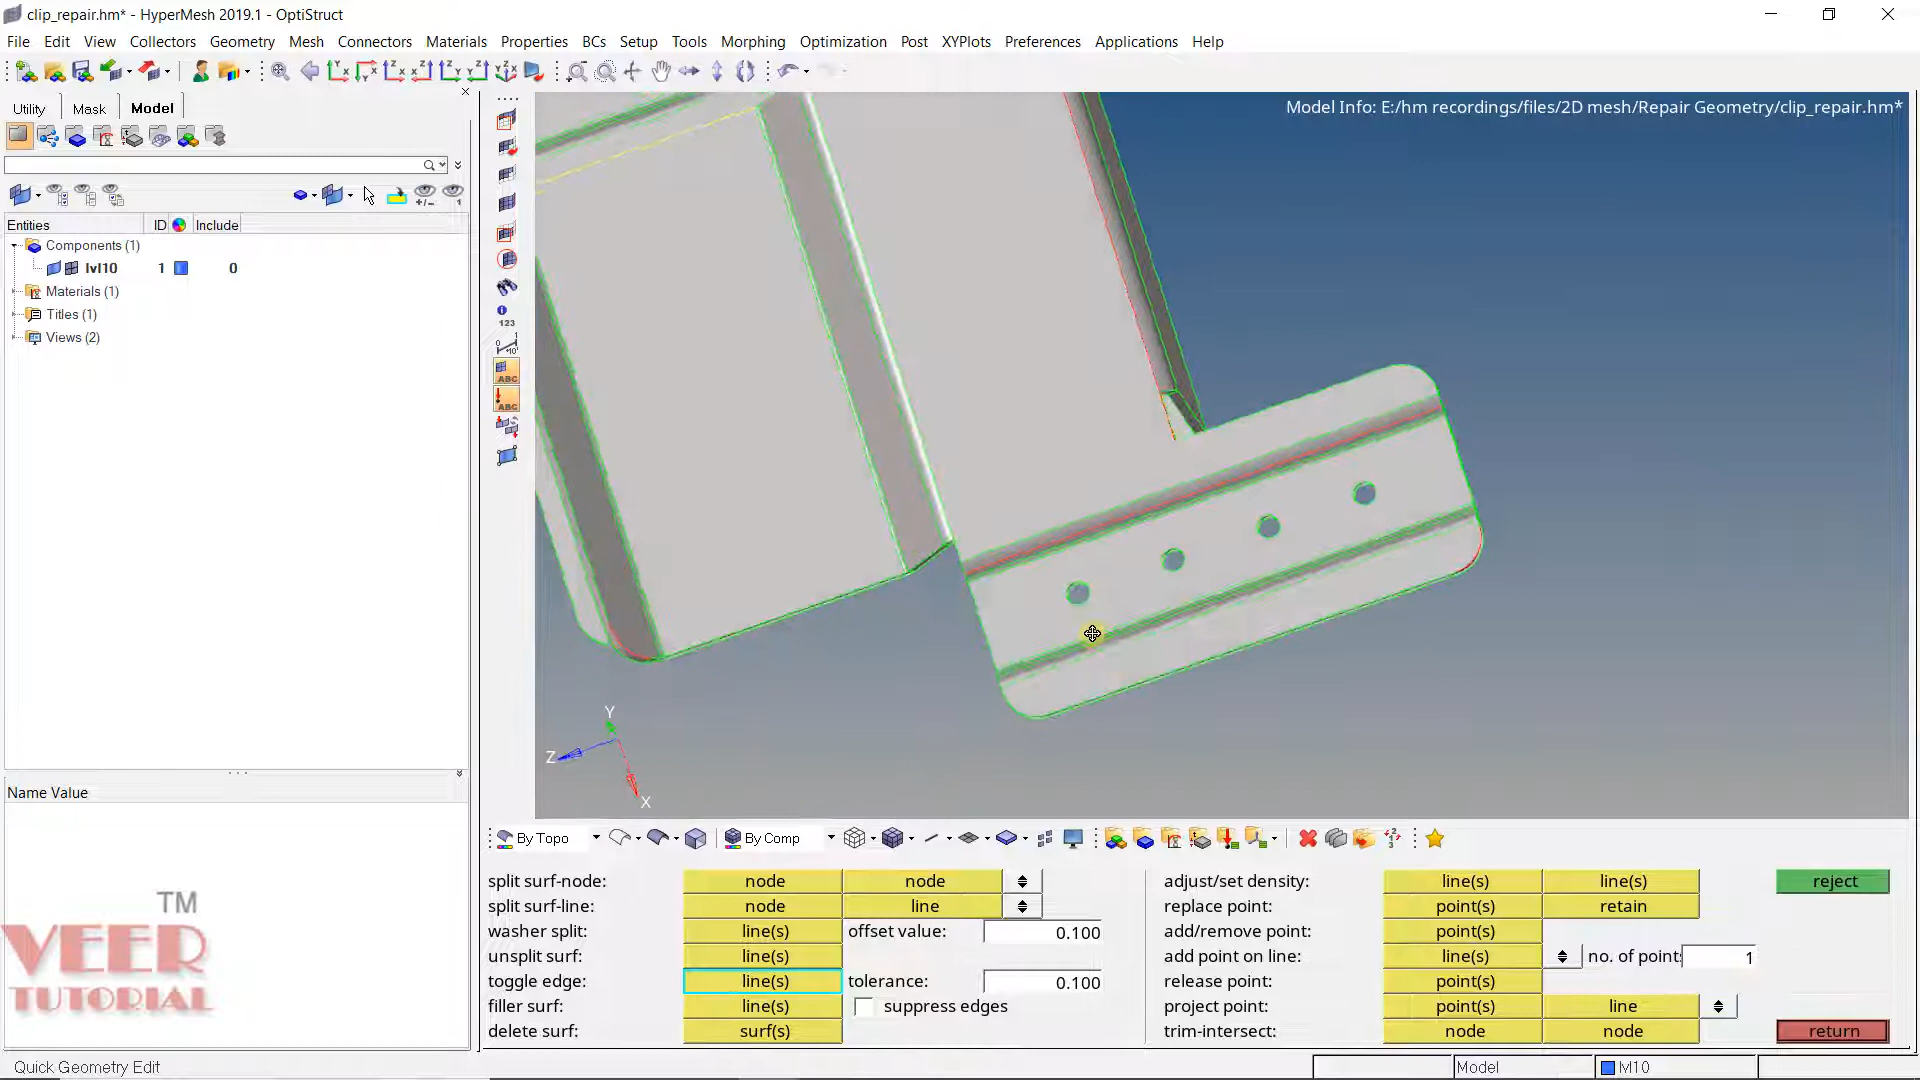 clip_repair.hm* - HyperMesh 2019.1 - OptiStruct
File Edit View Collectors Geometry Mesh Connectors Materials Properties BCs Setup Tools Morphing Optimization Post XYPlots Preferences Applications Help
Utility Mask Model
Model Info: E:/hm recordings/files/2D mesh/Repair Geometry/clip_repair.hm*
Entities ID Include
Components (1)
lvl10 1 0
Materials (1)
Titles (1)
Views (2)
123
ABC
ABC
Name Value
Y
Z
X
By Topo By Comp
split surf-node: node node adjust/set density: line(s) line(s) reject
split surf-line: node line replace point: point(s) retain
washer split: line(s) offset value: 0.100 add/remove point: point(s)
unsplit surf: line(s) add point on line: line(s) no. of point: 1
toggle edge: line(s) tolerance: 0.100 release point: point(s)
filler surf: line(s) suppress edges project point: point(s) line
delete surf: surf(s) trim-intersect: node node return
TM
VEER
TUTORIAL
Quick Geometry Edit Model lvl10